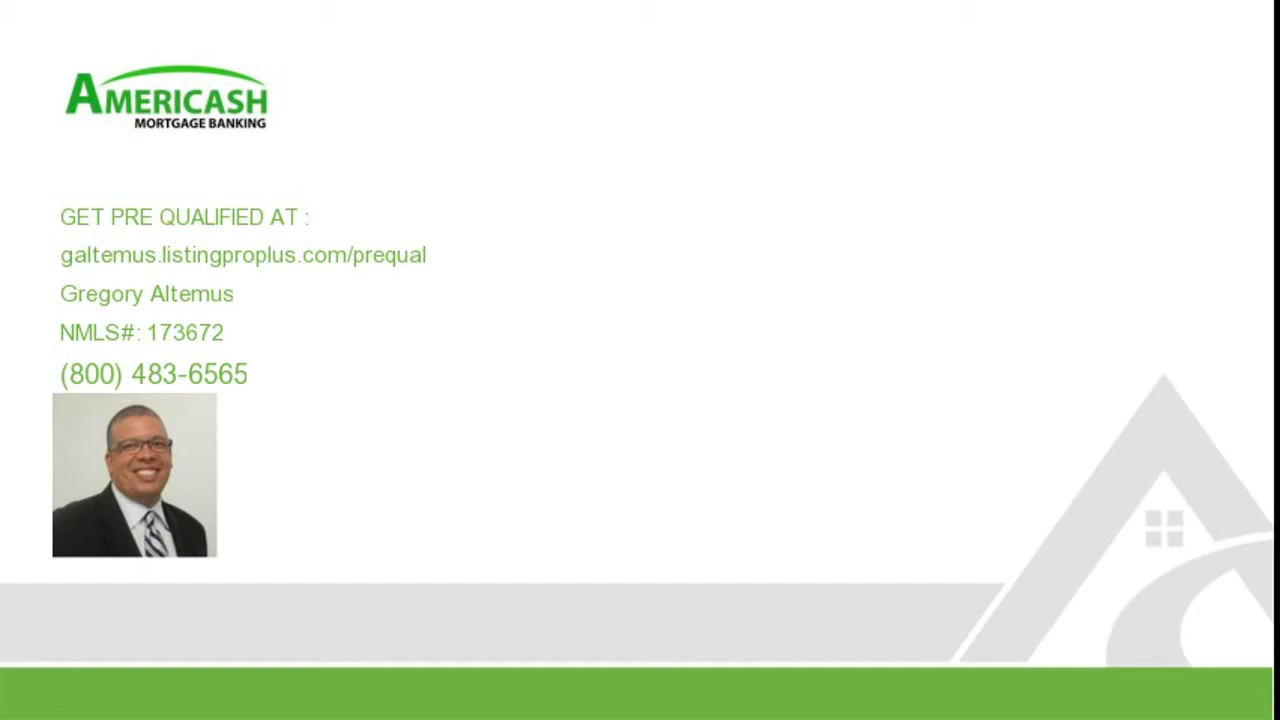 AMERICASH
MORTGAGE BANKING
GET PRE QUALIFIED AT :
galtemus.listingproplus.com/prequal
Gregory Altemus
NMLS#: 173672
(800) 483-6565